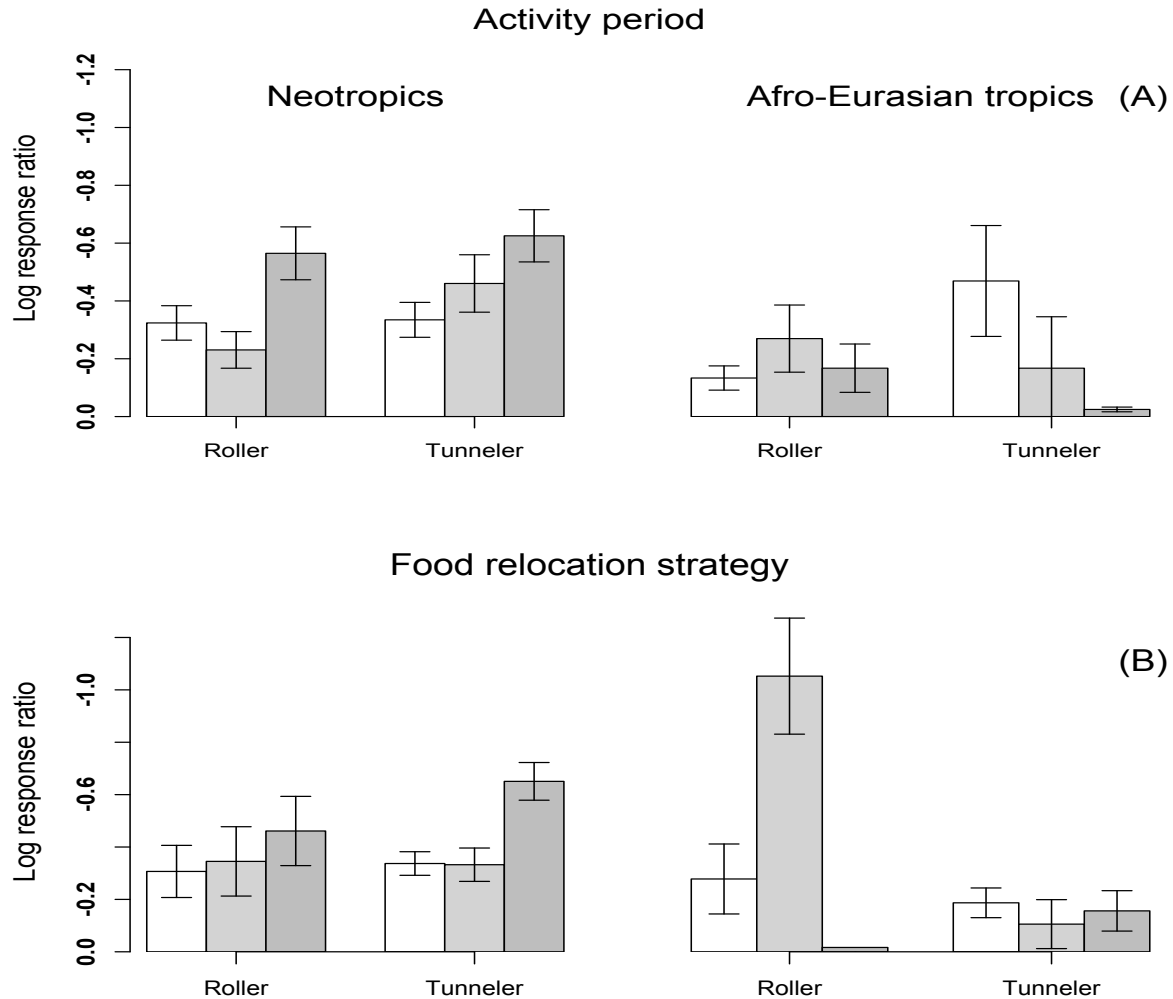 Activity period
Neotropics
Afro-Eurasian tropics (A)
Log response ratio
-1.2
-1.0
-0.8
-0.6
-0.4
-0.2
0.0
Roller Tunneler Roller Tunneler
Food relocation strategy
(B)
Log response ratio
-1.0
-0.6
-0.2
0.0
Roller Tunneler Roller Tunneler